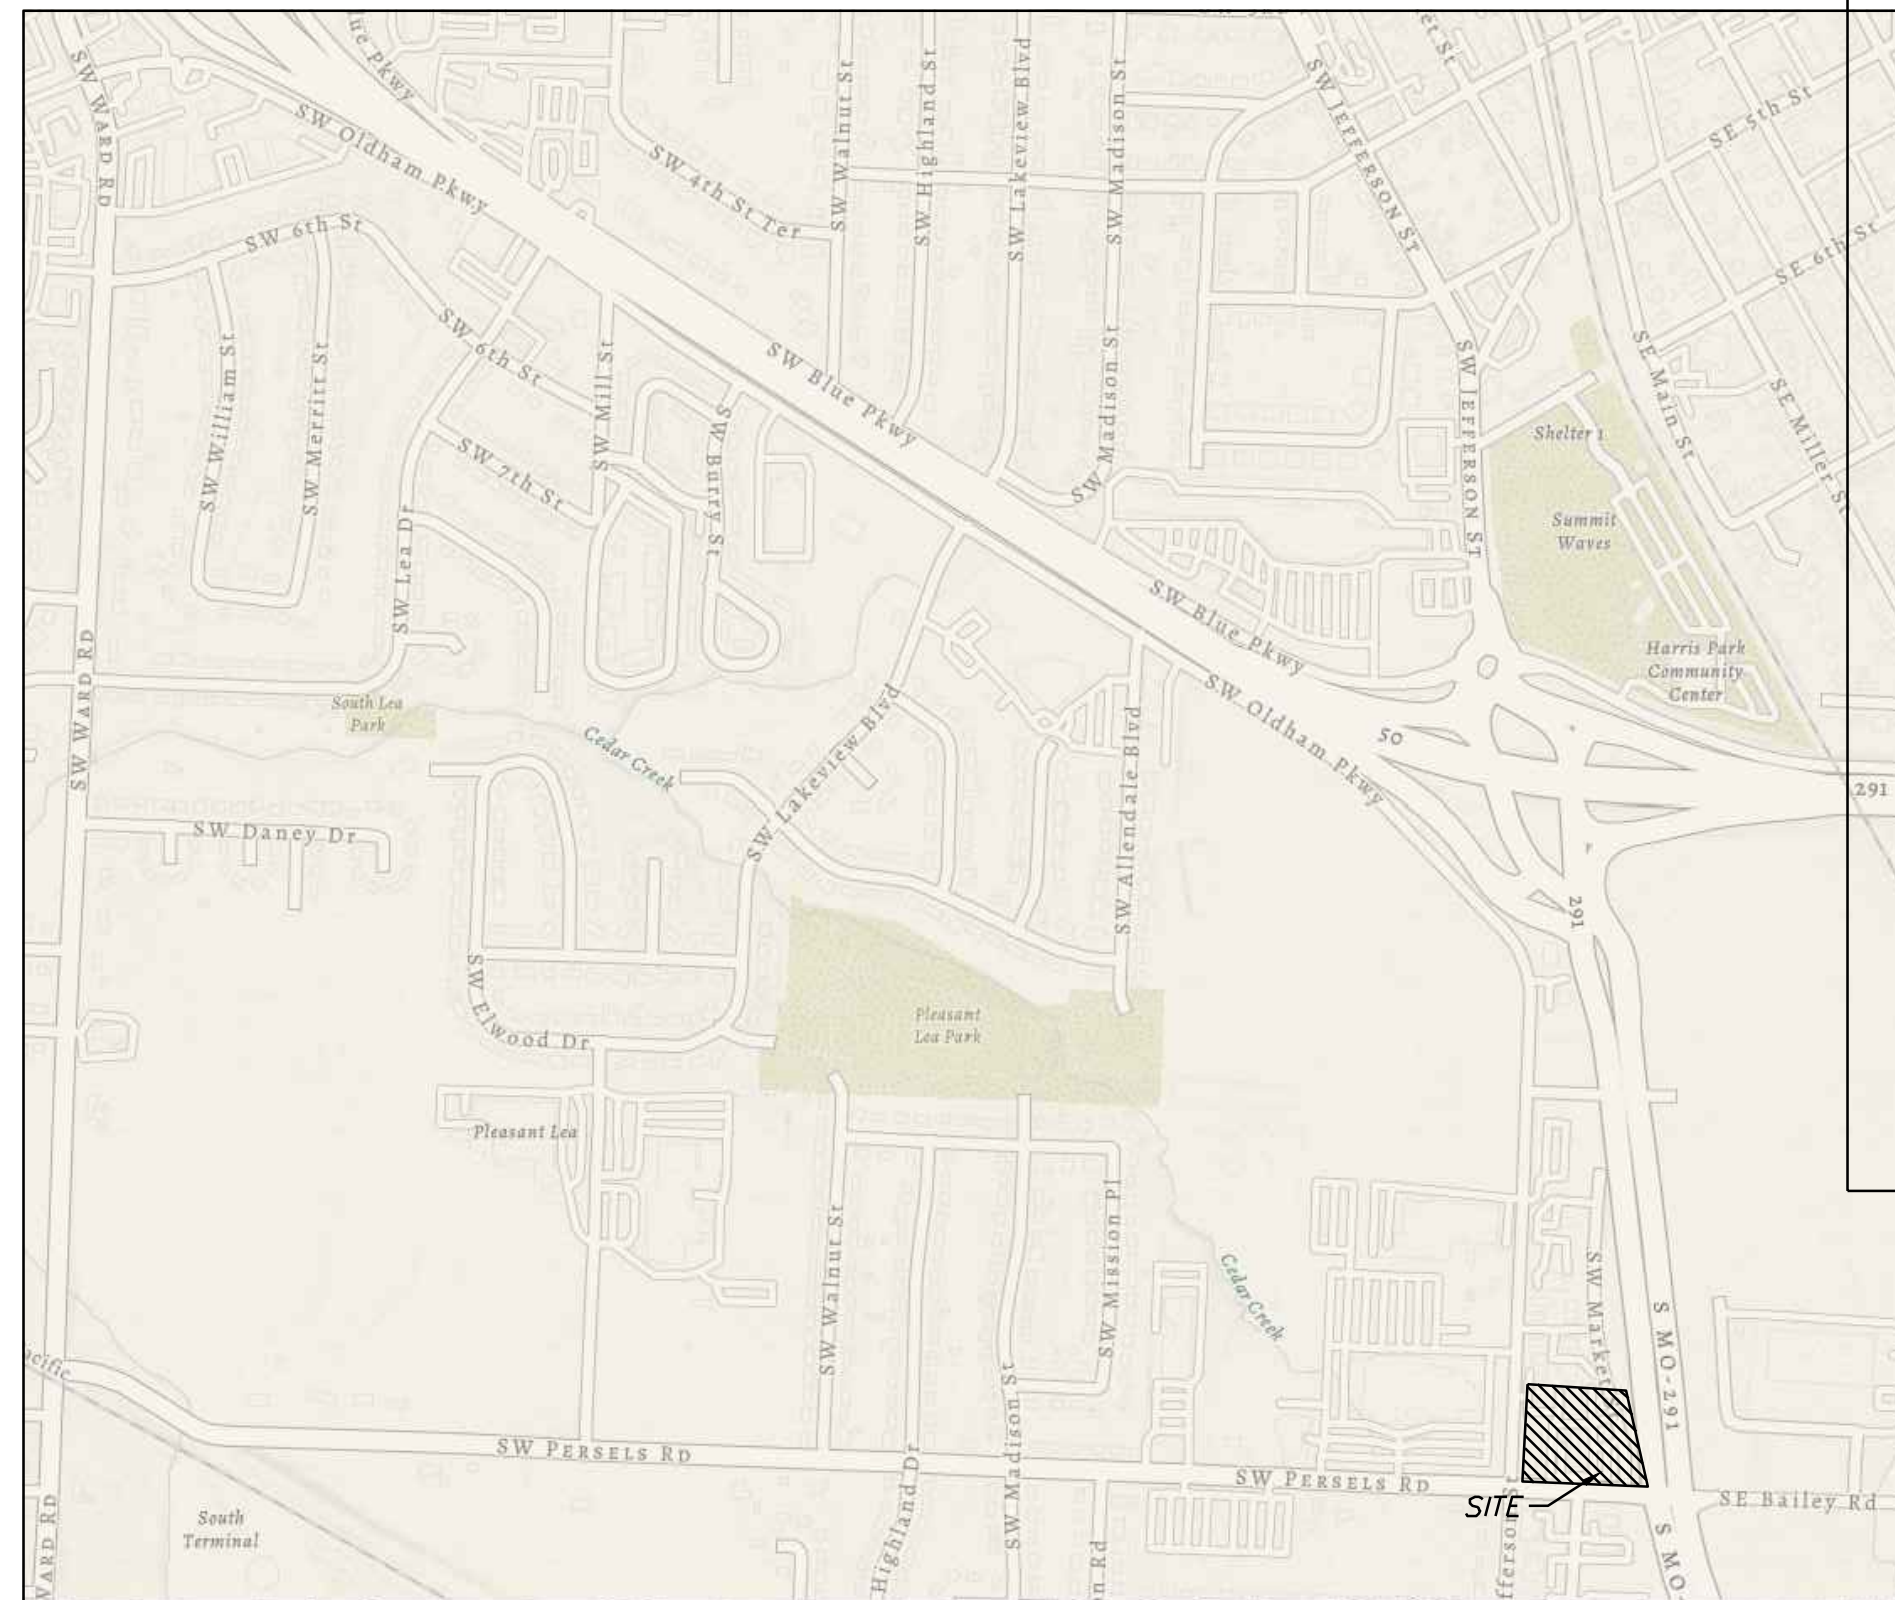 SW WARD RD
SW Oldham Pkwy
SW 4th St Ter
SW Walnut St
SW Highland St
SW Lakeview Blvd
SW Madison St
SW JEFFERSON ST
SE 5th St
SE 6th St
SW 6th St
SW William St
SW Merritt St
SW 6th St
SW Mill St
SW Burry St
SW 7th St
SW Lea Dr
SW Blue Pkwy
SW Madison St
SW JEFFERSON ST
SE Main St
SE Miller St
Shelter 1
Summit
Waves
Harris Park
Community
Center
SW Blue Pkwy
SW Oldham Pkwy
50
291
291
SW WARD RD
South Lea
Park
Cedar Creek
SW Lakeview Blvd
SW Allendale Blvd
SW Daney Dr
SW Elwood Dr
Pleasant
Lea Park
Pleasant Lea
SW Walnut St
SW Mission Pl
Cedar Creek
SW Market
S MO-291
SW Madison St
SW PERSELS RD
SW PERSELS RD
Highland Dr
SITE
SE Bailey Rd
S MO-
South
Terminal